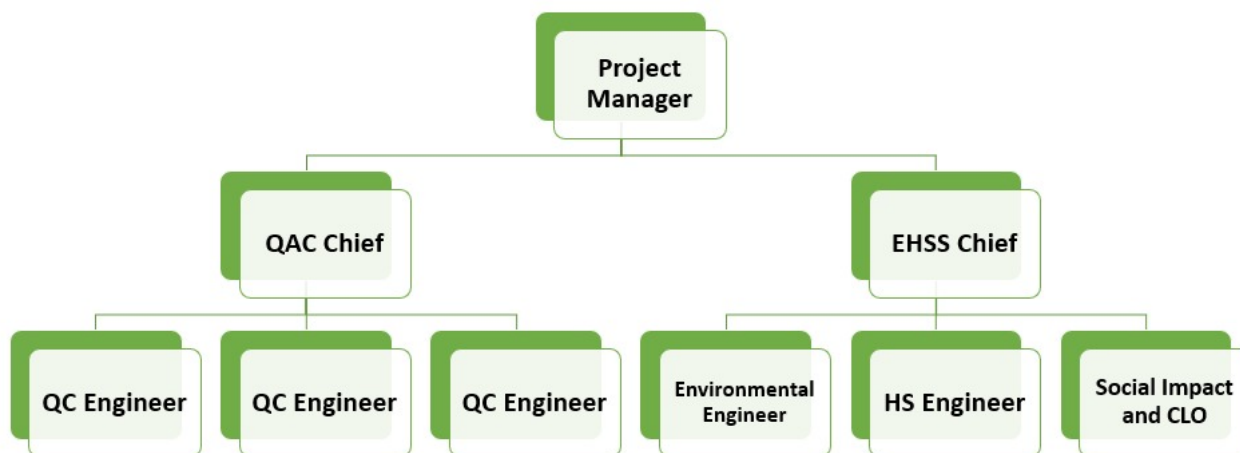 Project
Manager
QAC Chief
EHSS Chief
QC Engineer
QC Engineer
QC Engineer
Environmental
Engineer
HS Engineer
Social Impact
and CLO